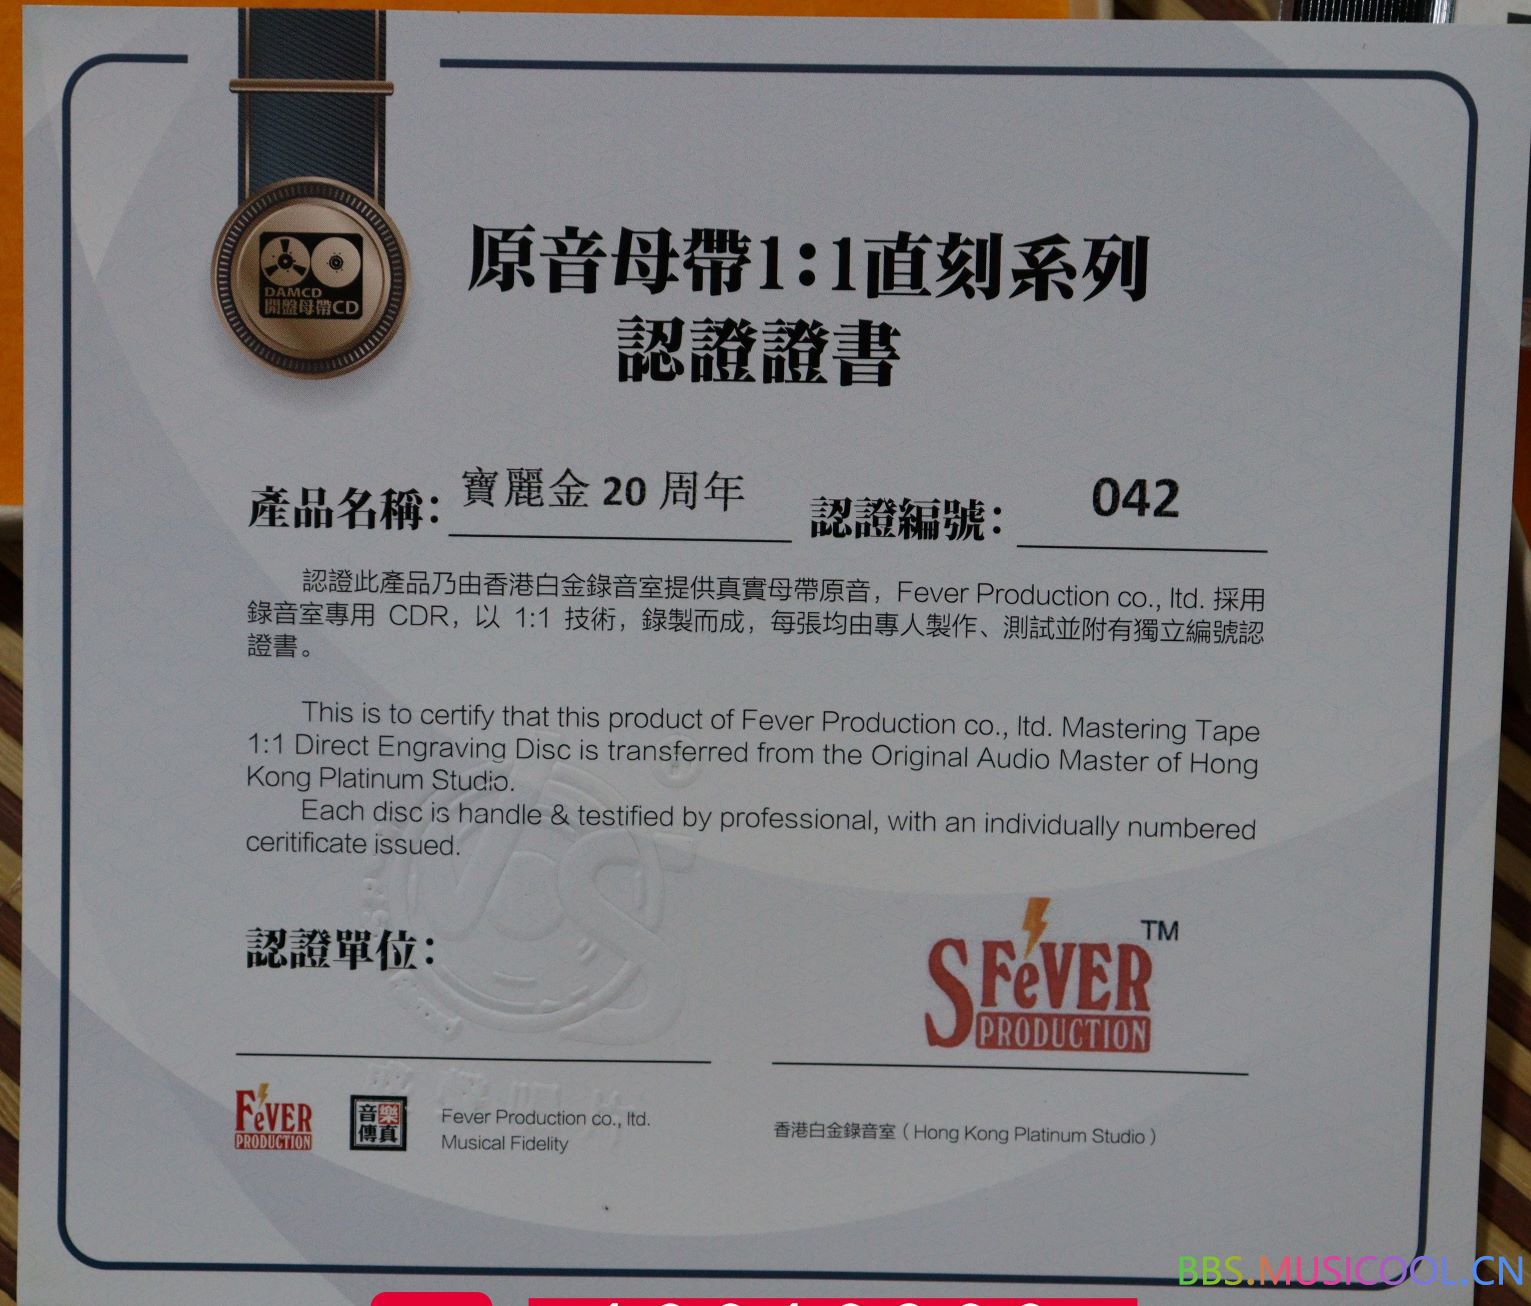 DAMCD
開盤母帶CD
原音母帶1:1直刻系列
認證證書
產品名稱： 寶麗金 20 周年 認證編號： 042
認證此產品乃由香港白金錄音室提供真實母帶原音，Fever Production co., ltd. 採用
錄音室專用 CDR，以 1:1 技術，錄製而成，每張均由專人製作、測試並附有獨立編號認
證書。
This is to certify that this product of Fever Production co., ltd. Mastering Tape
1:1 Direct Engraving Disc is transferred from the Original Audio Master of Hong
Kong Platinum Studio.
Each disc is handle & testified by professional, with an individually numbered
ceritificate issued.
認證單位：
SFeVER TM
PRODUCTION
FeVER
PRODUCTION
音樂
傳真
Fever Production co., ltd.
Musical Fidelity
香港白金錄音室（Hong Kong Platinum Studio）
BBS.MUSICOOL.CN